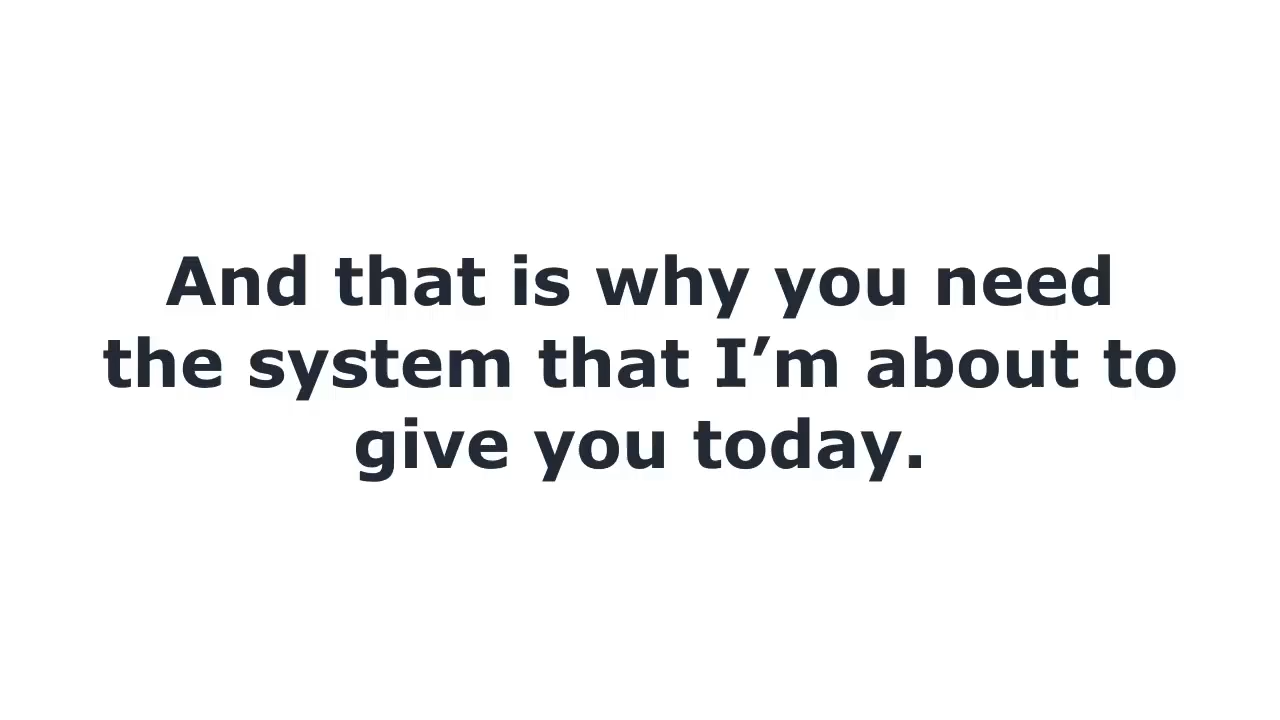 And that is why you need
the system that I’m about to
give you today.